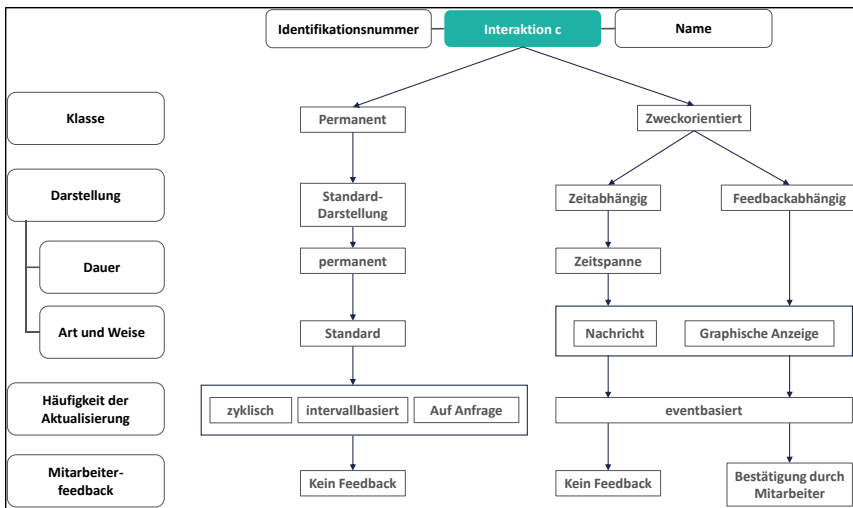 Identifikationsnummer
Interaktion c
Name
Klasse
Permanent
Zweckorientiert
Darstellung
Standard-
Darstellung
Zeitabhängig
Feedbackabhängig
Dauer
permanent
Zeitspanne
Art und Weise
Standard
Nachricht
Graphische Anzeige
Häufigkeit der
Aktualisierung
zyklisch
intervallbasiert
Auf Anfrage
eventbasiert
Mitarbeiter-
feedback
Kein Feedback
Kein Feedback
Bestätigung durch
Mitarbeiter